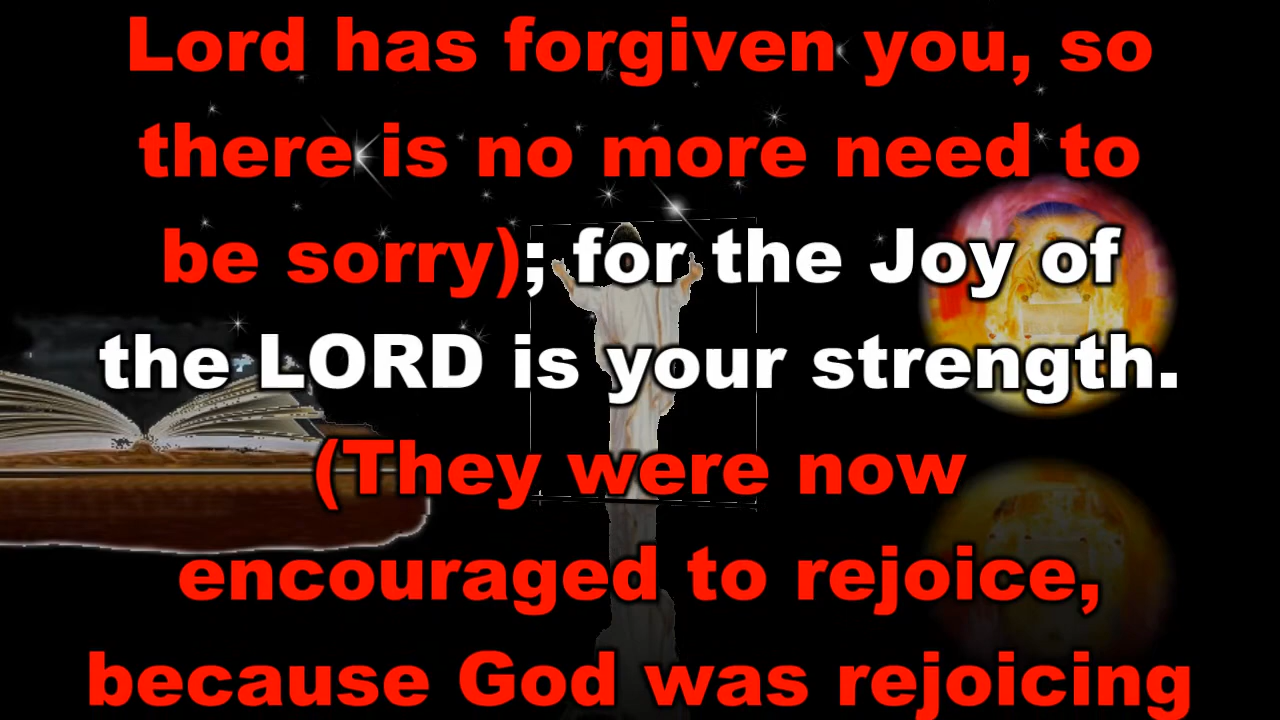 Lord has forgiven you, so
there is no more need to
be sorry); for the Joy of
the LORD is your strength.
(They were now
encouraged to rejoice,
because God was rejoicing